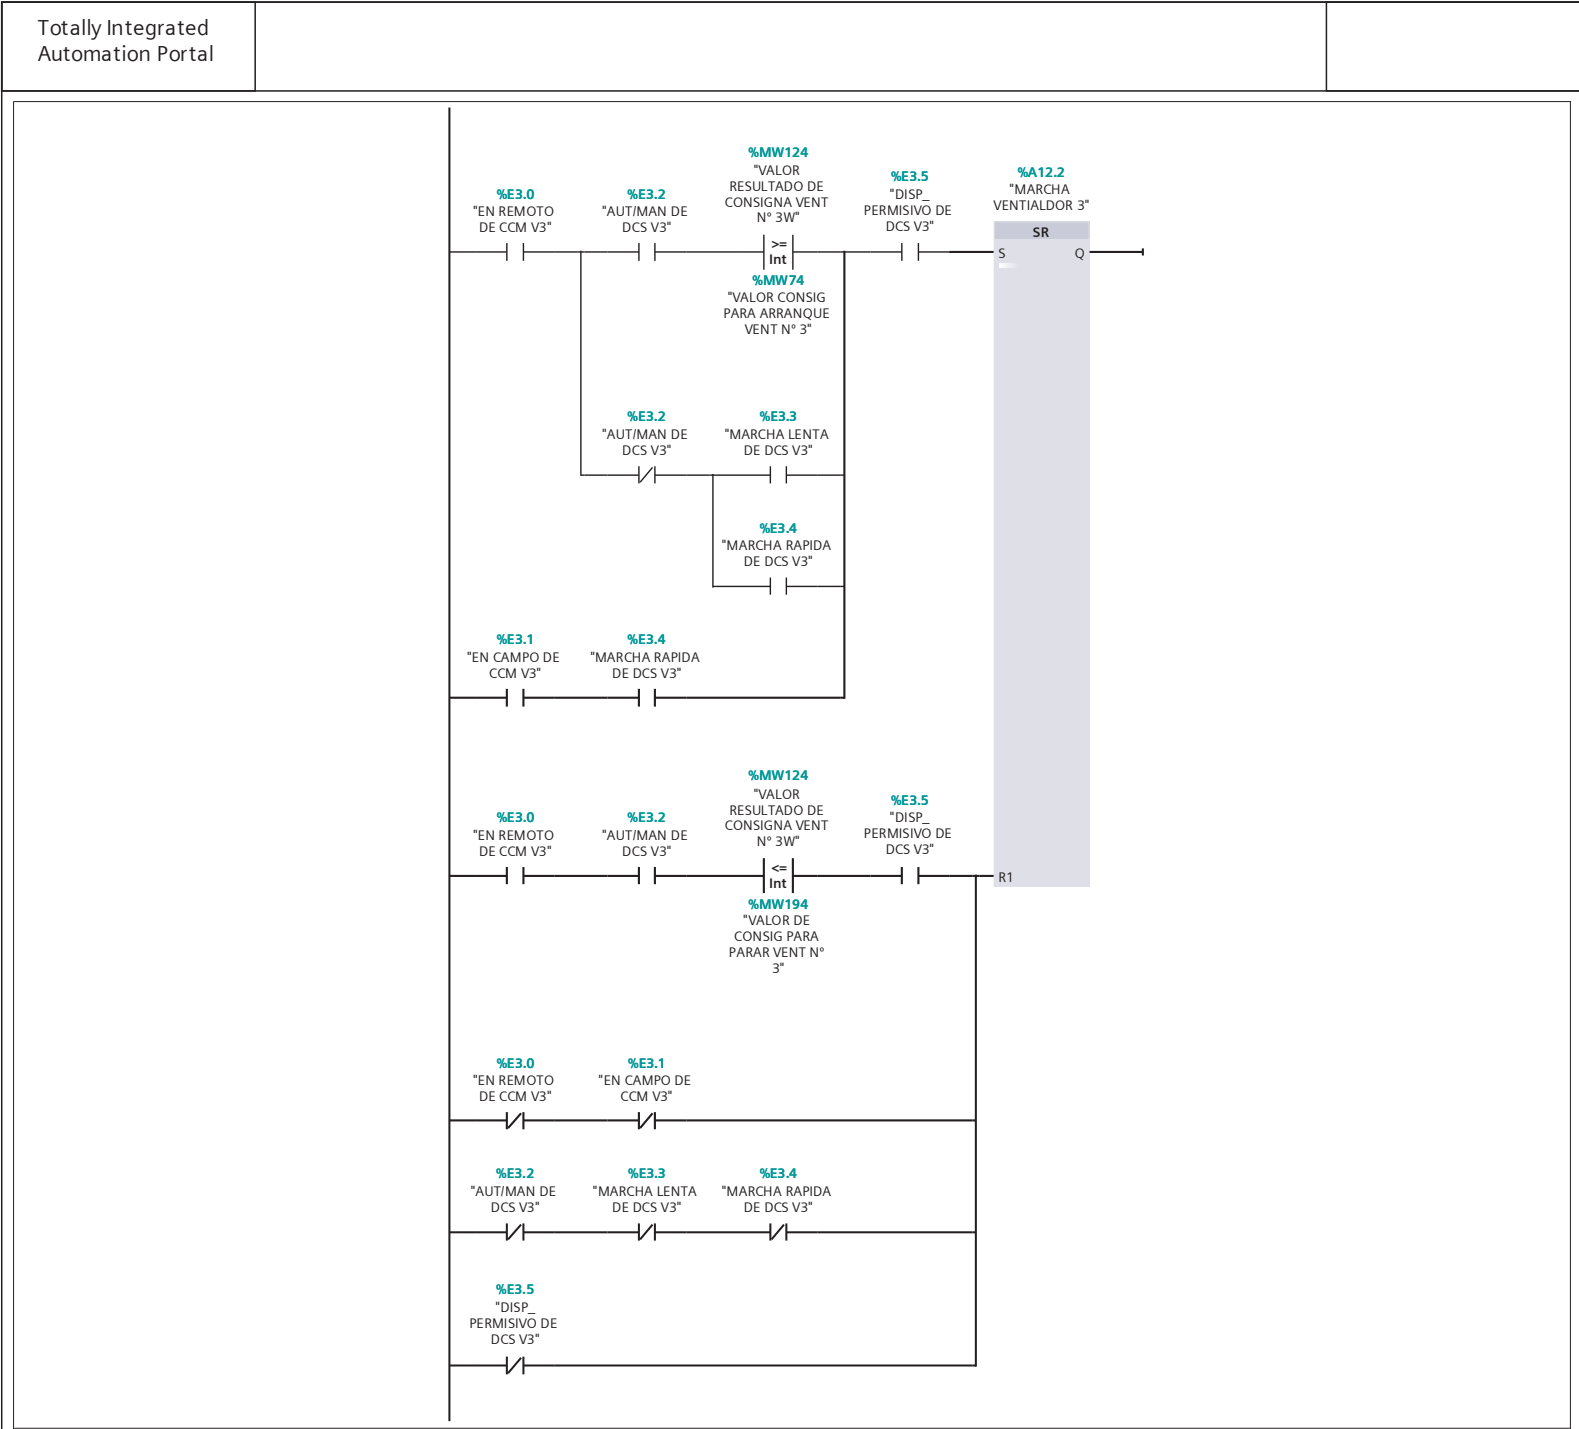 Totally Integrated
Automation Portal
%E3.0
"EN REMOTO
DE CCM V3"
%E3.2
"AUT/MAN DE
DCS V3"
%MW124
"VALOR
RESULTADO DE
CONSIGNA VENT
N° 3W"
>=
Int
%MW74
"VALOR CONSIG
PARA ARRANQUE
VENT N° 3"
%E3.5
"DISP_
PERMISIVO DE
DCS V3"
%A12.2
"MARCHA
VENTIALDOR 3"
SR
S
Q
%E3.2
"AUT/MAN DE
DCS V3"
%E3.3
"MARCHA LENTA
DE DCS V3"
%E3.4
"MARCHA RAPIDA
DE DCS V3"
%E3.1
"EN CAMPO DE
CCM V3"
%E3.4
"MARCHA RAPIDA
DE DCS V3"
%E3.0
"EN REMOTO
DE CCM V3"
%E3.2
"AUT/MAN DE
DCS V3"
%MW124
"VALOR
RESULTADO DE
CONSIGNA VENT
N° 3W"
<=
Int
%MW194
"VALOR DE
CONSIG PARA
PARAR VENT N°
3"
%E3.5
"DISP_
PERMISIVO DE
DCS V3"
R1
%E3.0
"EN REMOTO
DE CCM V3"
%E3.1
"EN CAMPO DE
CCM V3"
%E3.2
"AUT/MAN DE
DCS V3"
%E3.3
"MARCHA LENTA
DE DCS V3"
%E3.4
"MARCHA RAPIDA
DE DCS V3"
%E3.5
"DISP_
PERMISIVO DE
DCS V3"